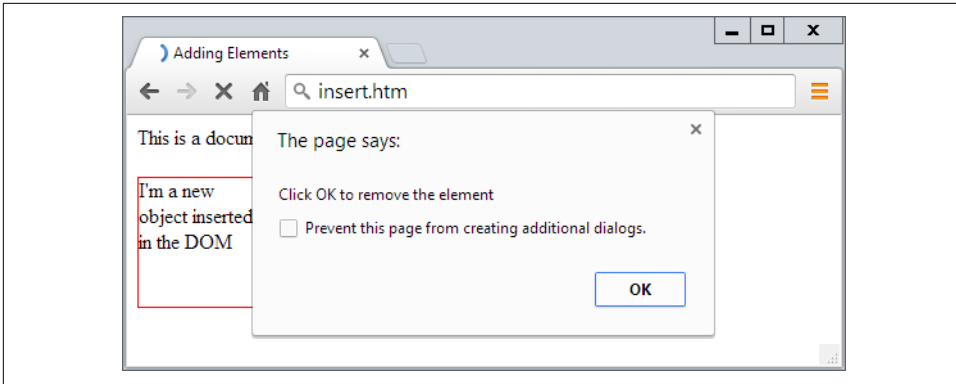 Adding Elements
insert.htm
This is a docum
The page says:
I'm a new
object inserted
in the DOM
Click OK to remove the element
Prevent this page from creating additional dialogs.
OK